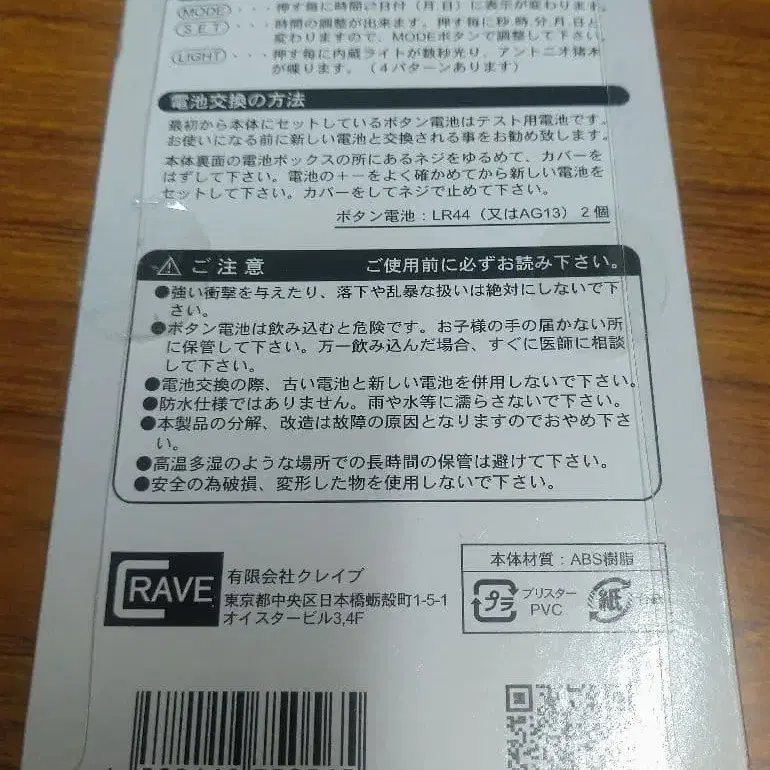 MODE・・・押す毎に時間と日付（月 日）に表示が変わります。
SET・・・時間の調整が出来ます。押す毎に秒.時.分.月.日と
変わりますので、MODEボタンで調整して下さい。
LIGHT・・・押す毎に内蔵ライトが数秒光り、アントニオ猪木
が喋ります。（４パターンあります）
電池交換の方法
最初から本体にセットしているボタン電池はテスト用電池です。
お使いになる前に新しい電池と交換される事をお勧め致します。
本体裏面の電池ボックスの所にあるネジをゆるめて、カバーを
はずして下さい。電池の＋−をよく確かめてから新しい電池を
セットして下さい。カバーをしてネジで止めて下さい。
ボタン電池：LR44（又はAG13）２個
⚠ご注意 ご使用前に必ずお読み下さい。
●強い衝撃を与えたり、落下や乱暴な扱いは絶対にしないで下
さい。
●ボタン電池は飲み込むと危険です。お子様の手の届かない所
に保管して下さい。万一飲み込んだ場合、すぐに医師に相談
して下さい。
●電池交換の際、古い電池と新しい電池を併用しないで下さい。
●防水仕様ではありません。雨や水等に濡らさないで下さい。
●本製品の分解、改造は故障の原因となりますのでおやめ下さ
い。
●高温多湿のような場所での長時間の保管は避けて下さい。
●安全の為破損、変形した物を使用しないで下さい。
CRAVE
有限会社クレイブ
東京都中央区日本橋蛎殻町1-5-1
オイスタービル3,4F
本体材質：ABS樹脂
プラ
ブリスター
PVC
紙
台紙